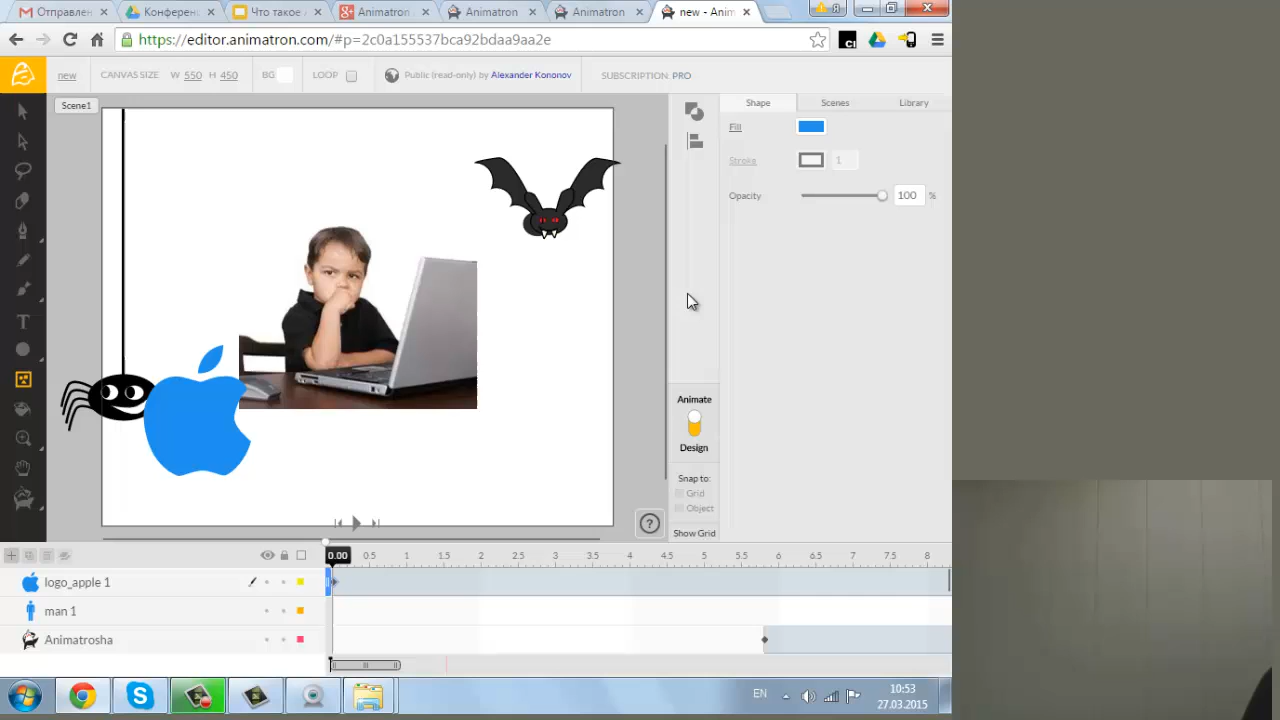 Отправлен
Конферен
Что такое
Animatron
Animatron
Animatron
new - Anim
8
https://editor.animatron.com/#p=2c0a155537bca92bdaa9aa2e
new
CANVAS SIZE W 550 H 450
BG
LOOP
Public (read-only) by Alexander Kononov
SUBSCRIPTION: PRO
Scene1
Shape
Scenes
Library
Fill
Stroke
1
Opacity
100 %
Animate
Design
Snap to:
Grid
Object
Show Grid
?
T
0.00 0.5 1 1.5 2 2.5 3 3.5 4 4.5 5 5.5 6 6.5 7 7.5 8
logo_apple 1
man 1
Animatrosha
EN
10:53
27.03.2015